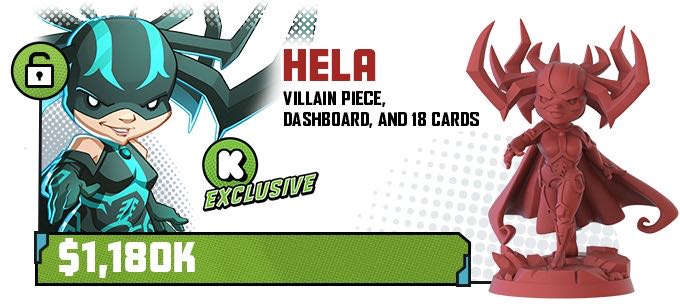 HELA
VILLAIN PIECE,
DASHBOARD, AND 18 CARDS
K
EXCLUSIVE
$1,180K